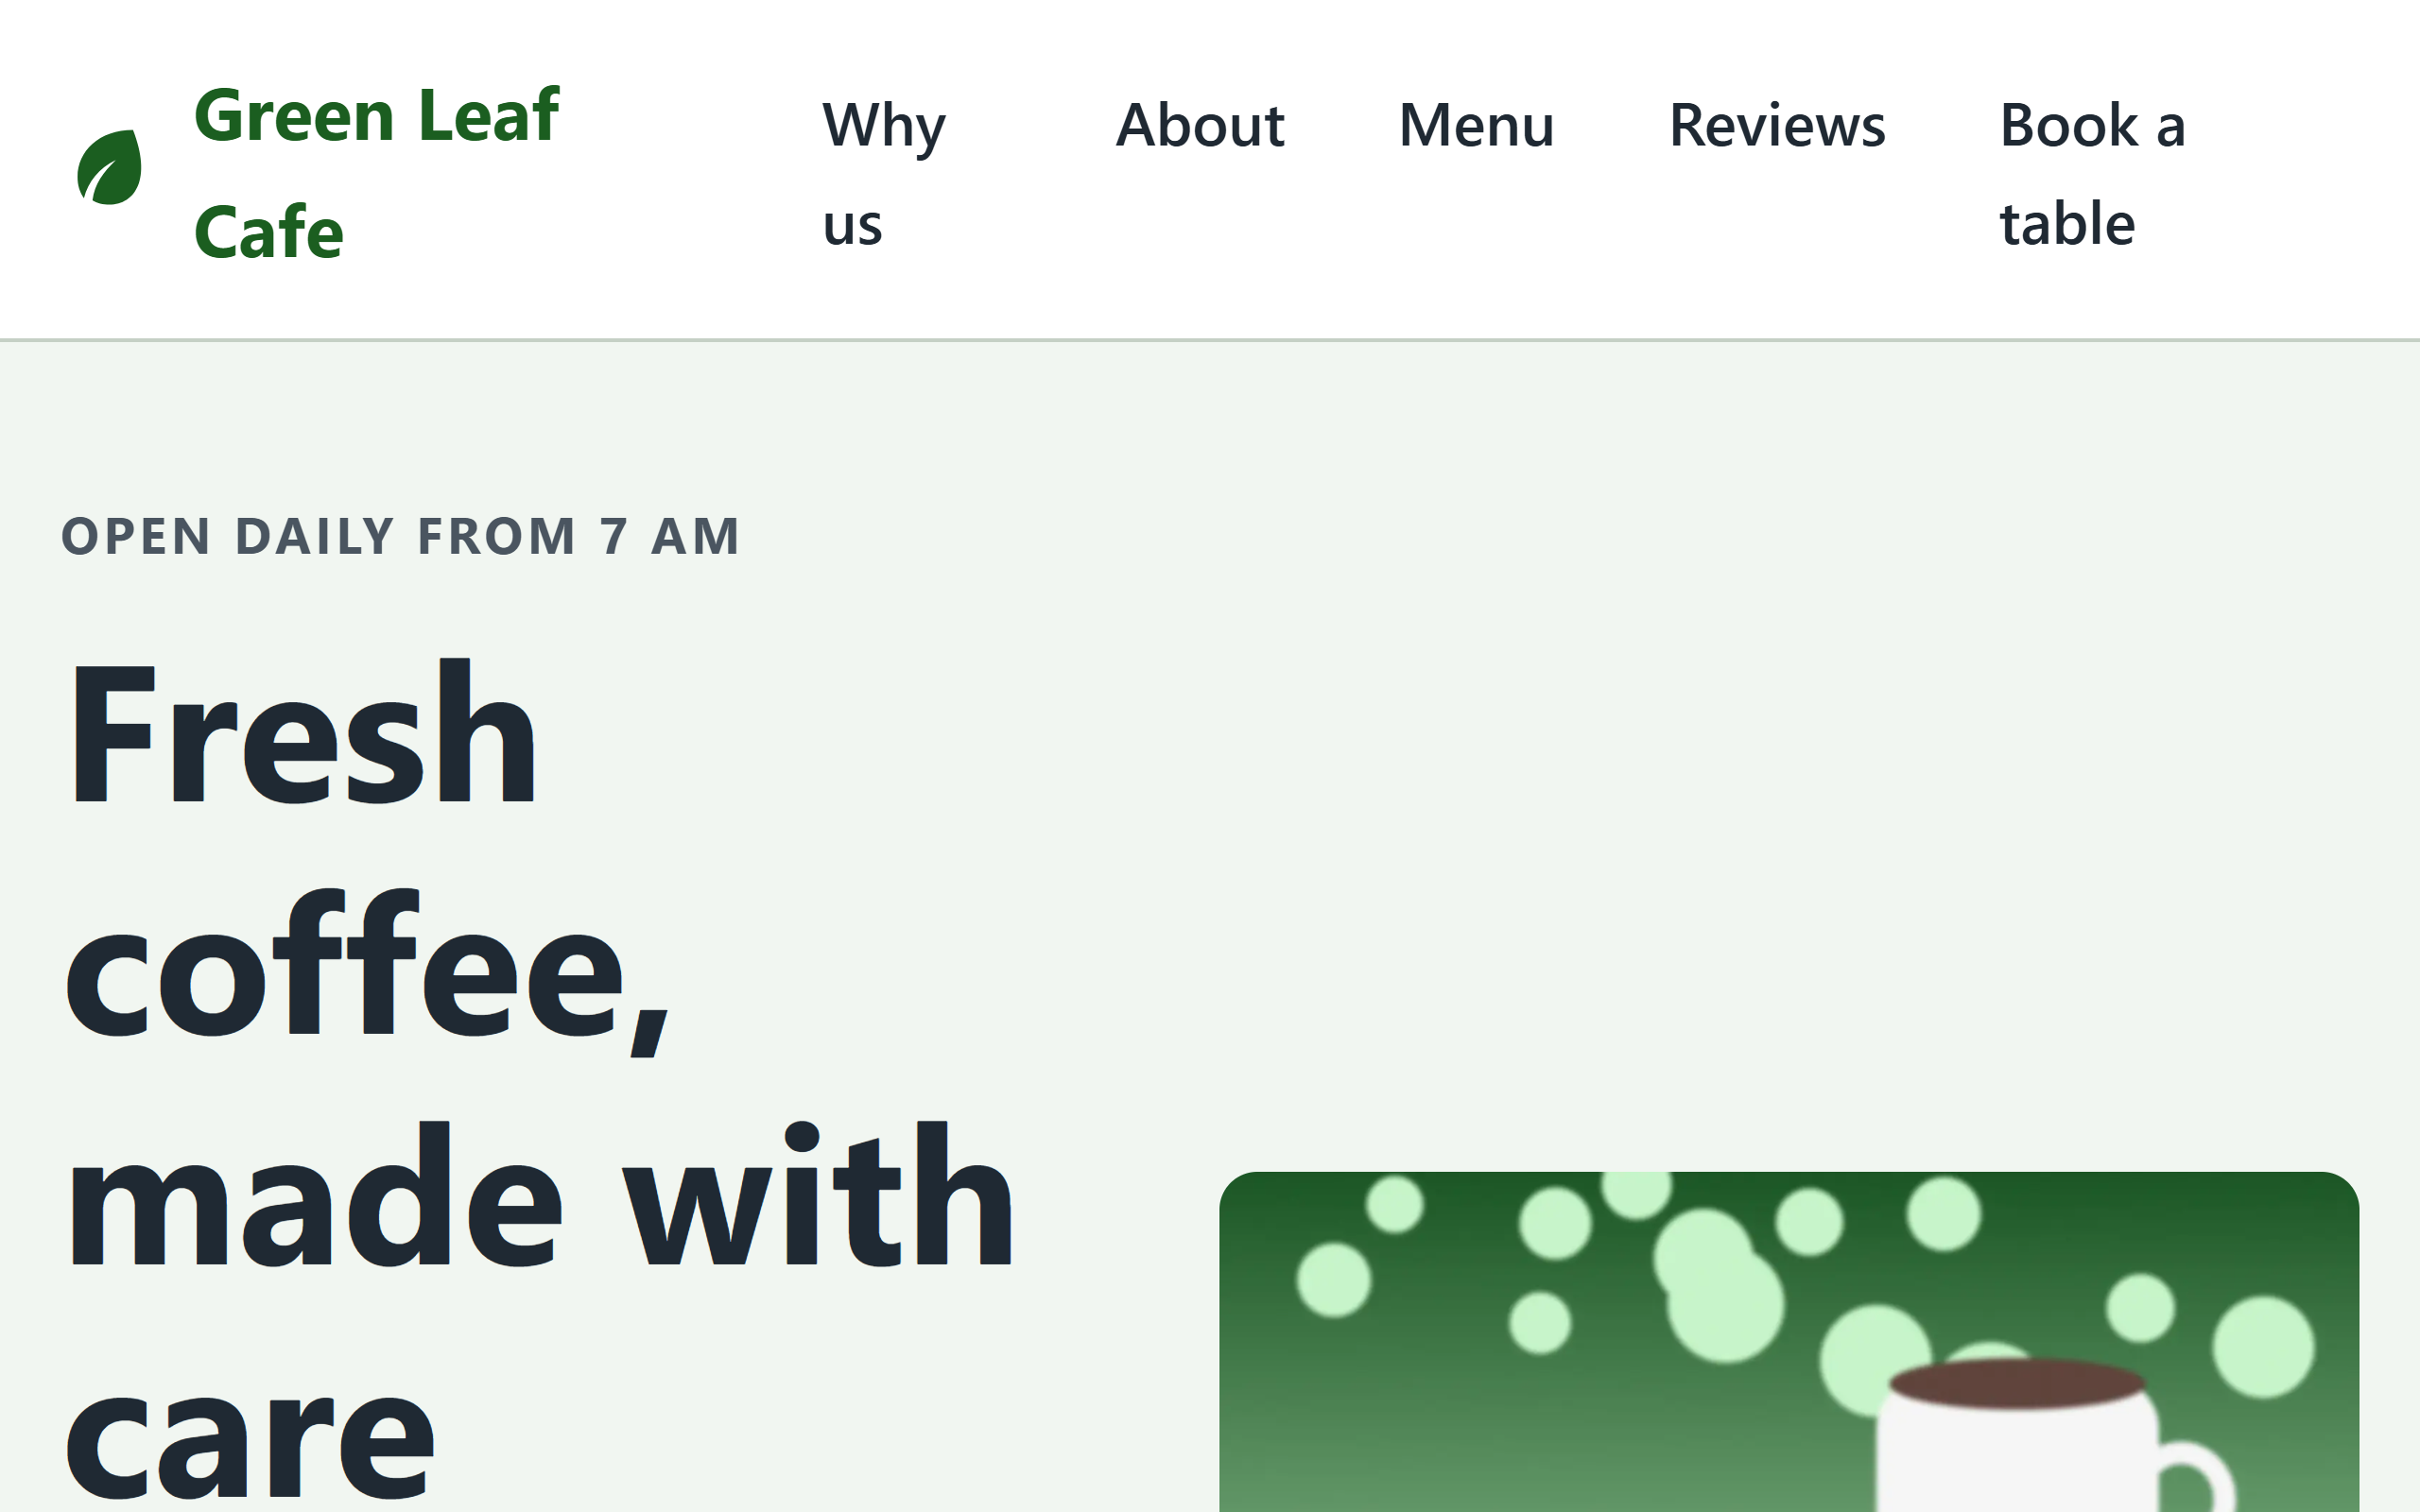 Green Leaf
Cafe
Why
us
About
Menu
Reviews
Book a
table
OPEN DAILY FROM 7 AM
Fresh
coffee,
made with
care